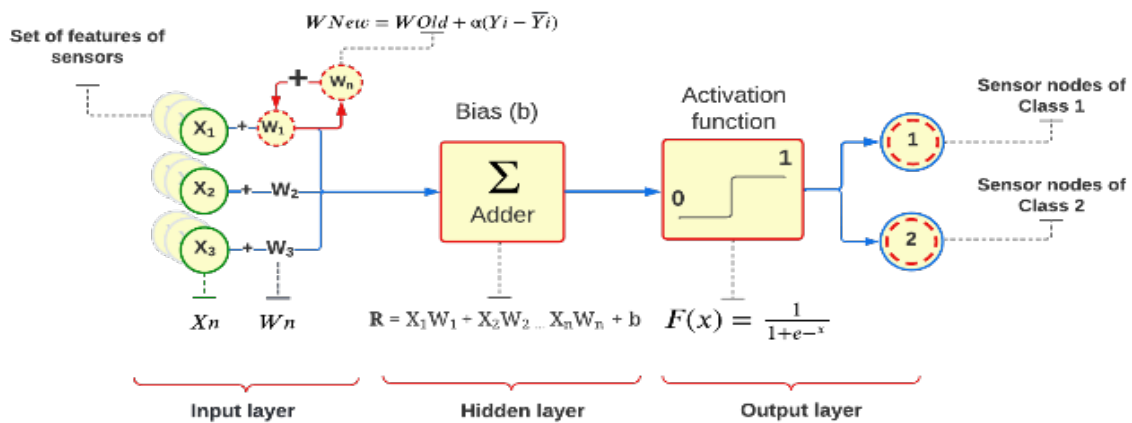 WNew = WOld + α(Yi − Y̅i)
Set of features of
sensors
+
Wn
X1 + W1
X2 + W2
X3 + W3
Xn
Wn
Bias (b)
Σ
Adder
ℝ = X1W1 + X2W2 ... XnWn + b
Activation
function
1
0
F(x) = 1/1+e−x
1
2
Sensor nodes of
Class 1
Sensor nodes of
Class 2
Input layer
Hidden layer
Output layer